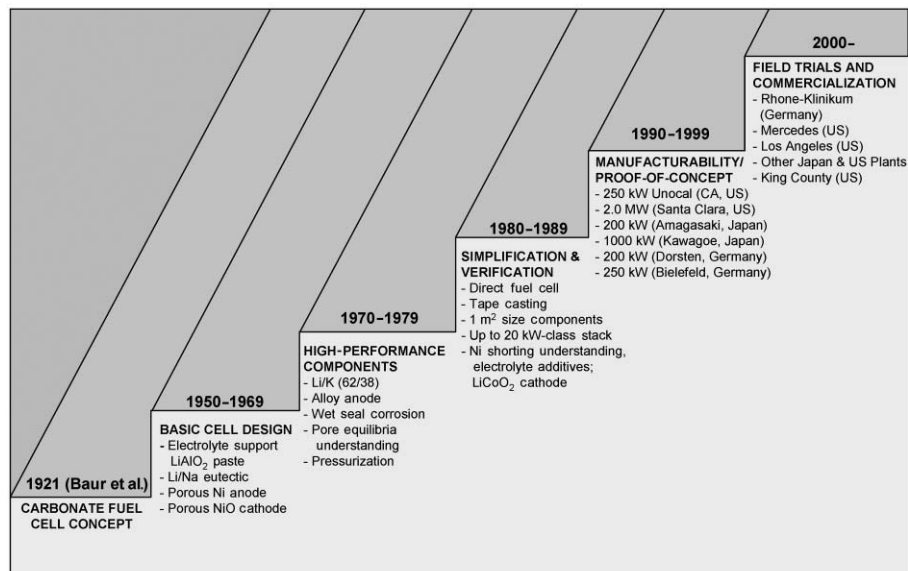 1921 (Baur et al.)
CARBONATE FUEL
CELL CONCEPT
1950–1969
BASIC CELL DESIGN
- Electrolyte support
LiAlO₂ paste
- Li/Na eutectic
- Porous Ni anode
- Porous NiO cathode
1970–1979
HIGH-PERFORMANCE
COMPONENTS
- Li/K (62/38)
- Alloy anode
- Wet seal corrosion
- Pore equilibria
understanding
- Pressurization
1980–1989
SIMPLIFICATION &
VERIFICATION
- Direct fuel cell
- Tape casting
- 1 m² size components
- Up to 20 kW-class stack
- Ni shorting understanding,
electrolyte additives;
LiCoO₂ cathode
1990–1999
MANUFACTURABILITY/
PROOF-OF-CONCEPT
- 250 kW Unocal (CA, US)
- 2.0 MW (Santa Clara, US)
- 200 kW (Amagasaki, Japan)
- 1000 kW (Kawagoe, Japan)
- 200 kW (Dorsten, Germany)
- 250 kW (Bielefeld, Germany)
2000–
FIELD TRIALS AND
COMMERCIALIZATION
- Rhone-Klinikum
(Germany)
- Mercedes (US)
- Los Angeles (US)
- Other Japan & US Plants
- King County (US)